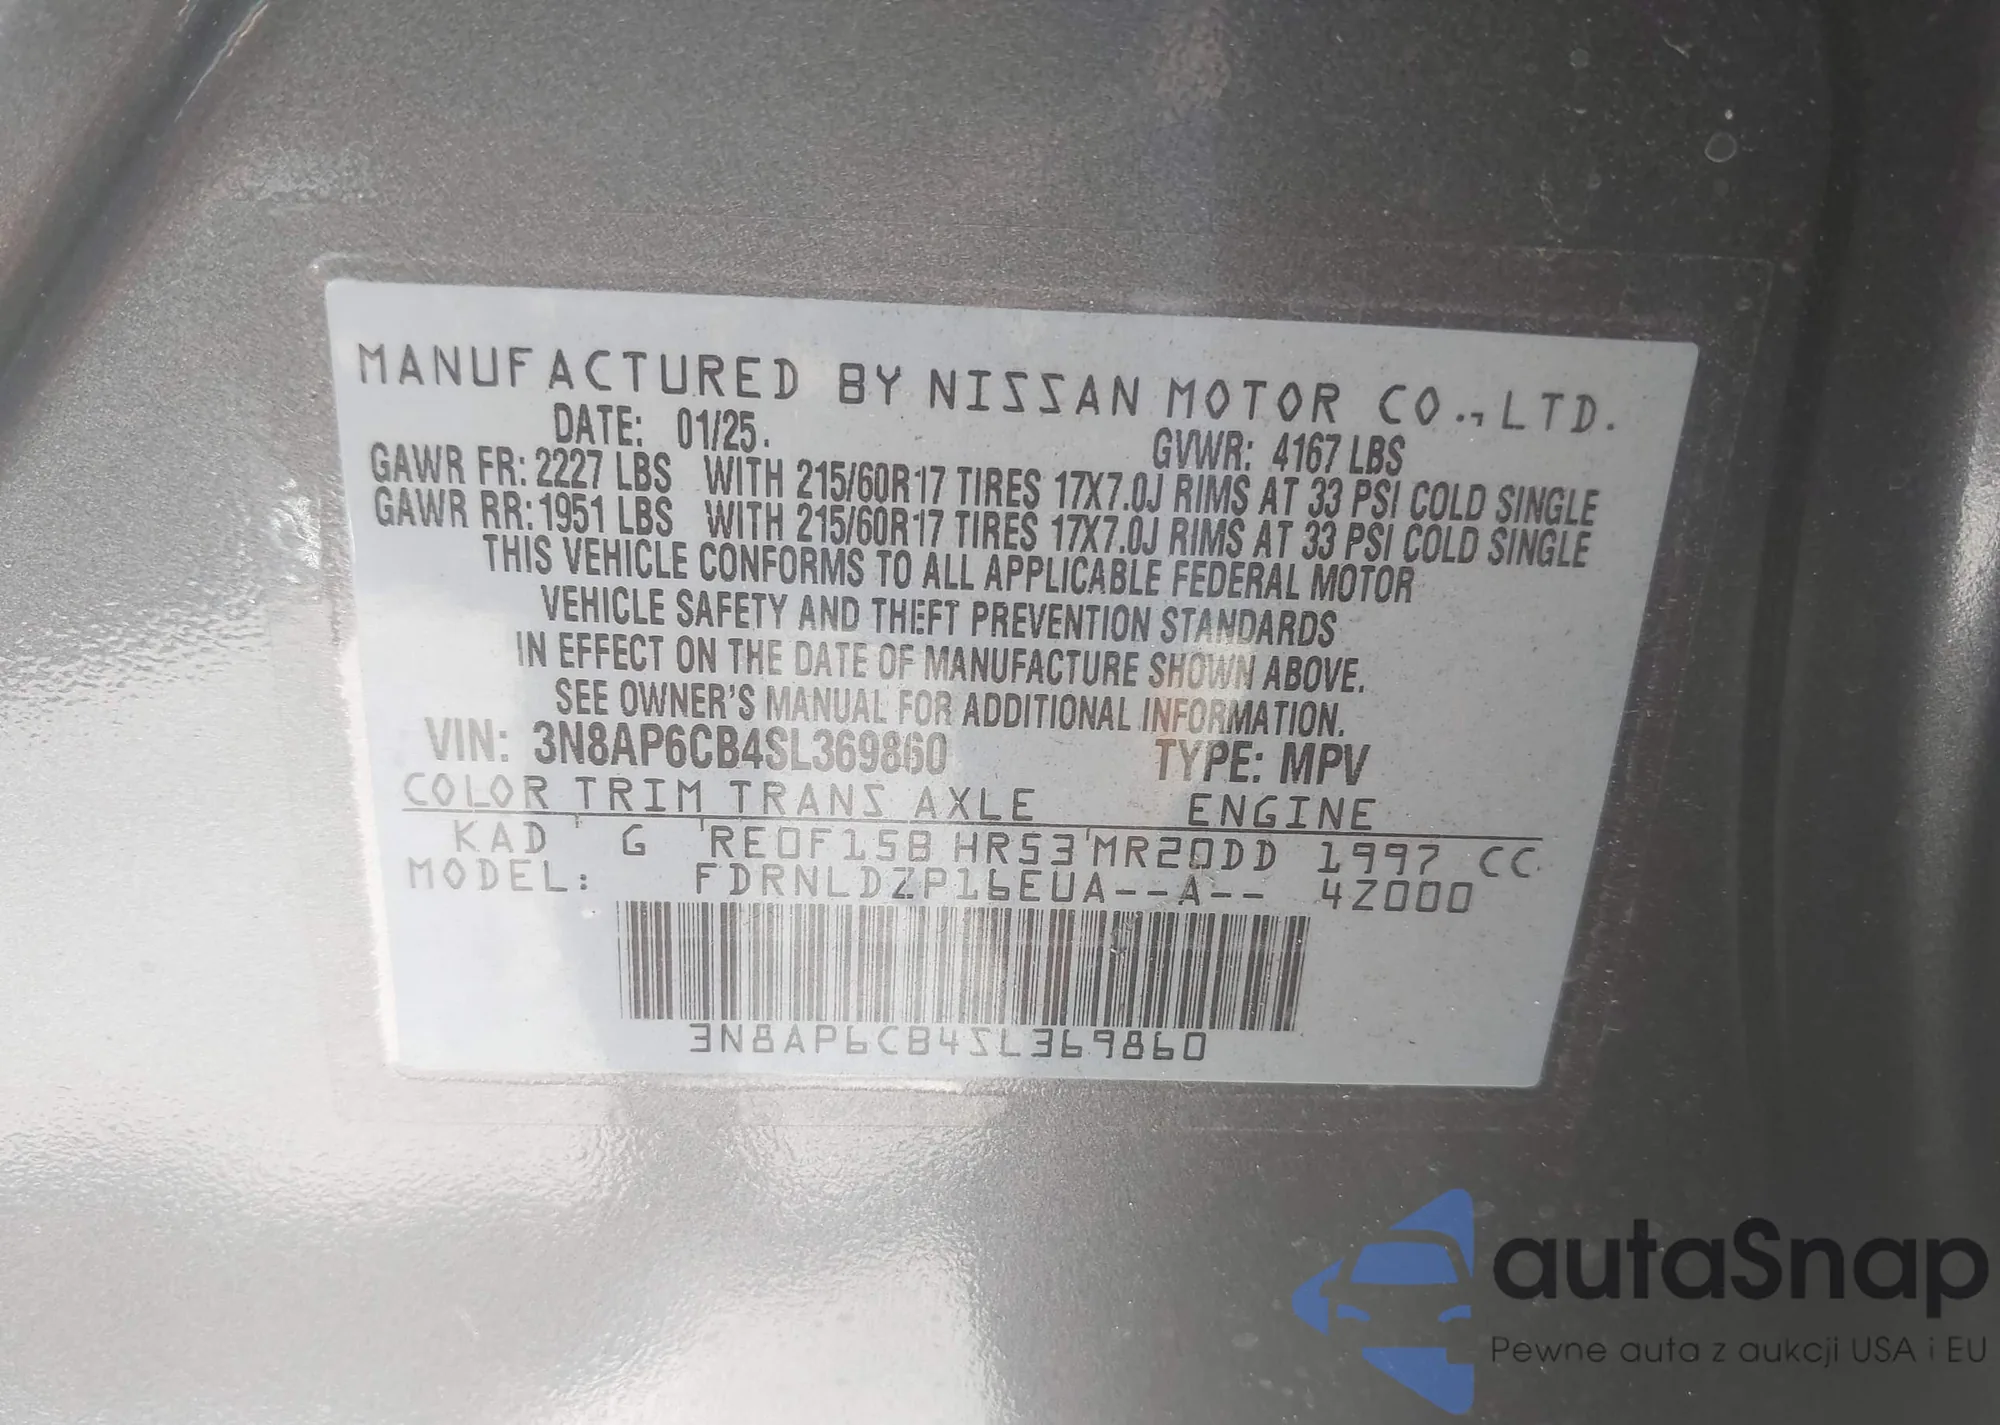 MANUFACTURED BY NISSAN MOTOR CO.,LTD.
DATE: 01/25. GVWR: 4167 LBS
GAWR FR: 2227 LBS WITH 215/60R17 TIRES 17X7.0J RIMS AT 33 PSI COLD SINGLE
GAWR RR: 1951 LBS WITH 215/60R17 TIRES 17X7.0J RIMS AT 33 PSI COLD SINGLE
THIS VEHICLE CONFORMS TO ALL APPLICABLE FEDERAL MOTOR
VEHICLE SAFETY AND THEFT PREVENTION STANDARDS
IN EFFECT ON THE DATE OF MANUFACTURE SHOWN ABOVE.
SEE OWNER'S MANUAL FOR ADDITIONAL INFORMATION.
VIN: 3N8AP6CB4SL369860 TYPE: MPV
COLOR TRIM TRANS AXLE ENGINE
KAD G RE0F15B HR53 MR20DD 1997 CC
MODEL: FDRNLDZP16EUA--A-- 4Z000
3N8AP6CB4SL369860
autaSnap
Pewne auta z aukcji USA i EU